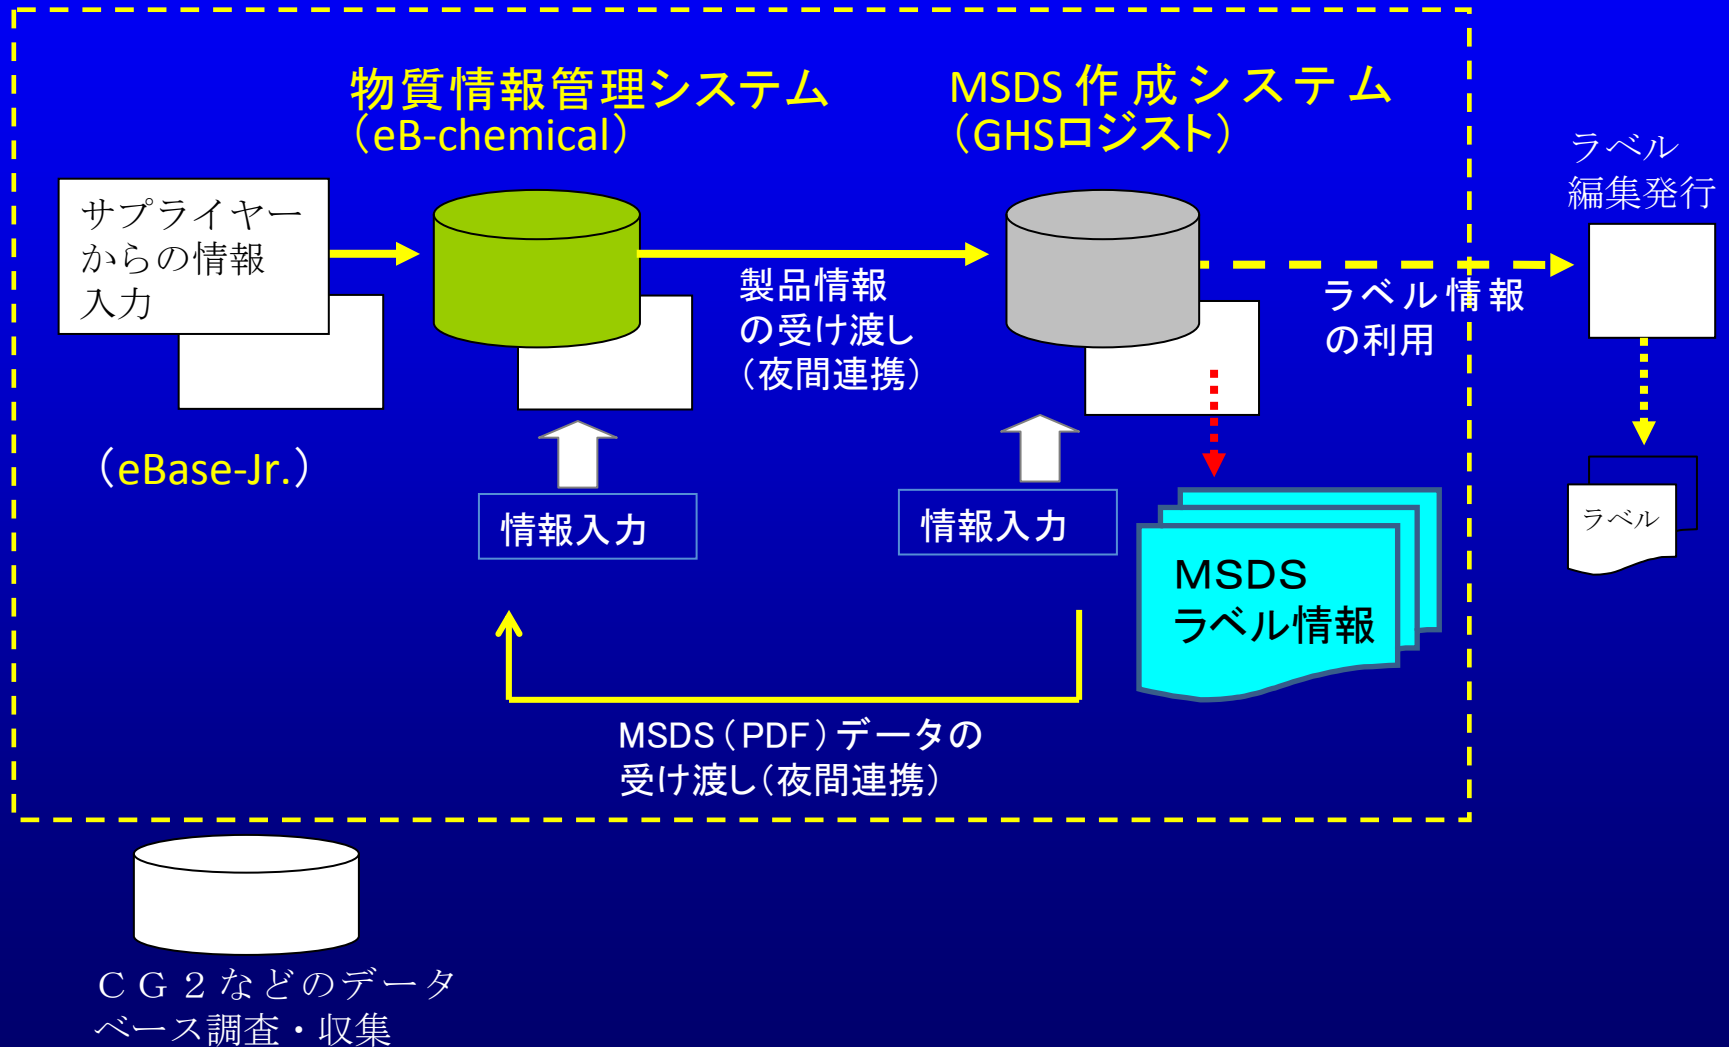 物質情報管理システム
（eB-chemical）
MSDS 作成システム
（GHSロジスト）
ラベル
編集発行
サプライヤー
からの情報
入力
製品情報
の受け渡し
（夜間連携）
ラベル情報
の利用
（eBase-Jr.）
情報入力
情報入力
ラベル
MSDS
ラベル情報
MSDS（PDF）データの
受け渡し（夜間連携）
ＣＧ２などのデータ
ベース調査・収集